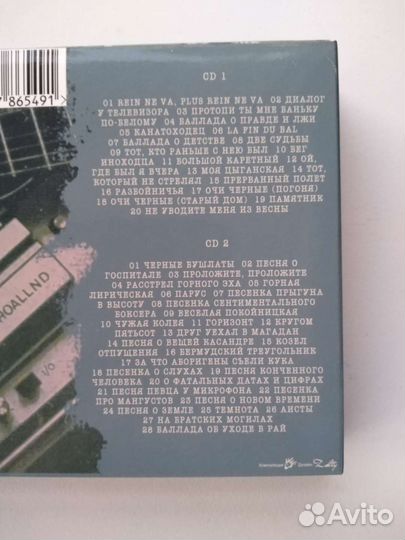 865491
CD 1
01 REIN NE VA, PLUS REIN NE VA 02 ДИАЛОГ
У ТЕЛЕВИЗОРА 03 ПРОТОПИ ТЫ МНЕ БАНЬКУ
ПО-БЕЛОМУ 04 БАЛЛАДА О ПРАВДЕ И ЛЖИ
05 КАНАТОХОДЕЦ 06 LA FIN DU BAL
07 БАЛЛАДА О ДЕТСТВЕ 08 ДВЕ СУДЬБЫ
09 ТОТ, КТО РАНЬШЕ С НЕЮ БЫЛ 10 БЕГ
ИНОХОДЦА 11 БОЛЬШОЙ КАРЕТНЫЙ 12 ОЙ,
ГДЕ БЫЛ Я ВЧЕРА 13 МОЯ ЦЫГАНСКАЯ 14 ТОТ,
КОТОРЫЙ НЕ СТРЕЛЯЛ 15 ПРЕРВАННЫЙ ПОЛЕТ
16 РАЗБОЙНИЧЬЯ 17 ОЧИ ЧЕРНЫЕ (ПОГОНЯ)
18 ОЧИ ЧЕРНЫЕ (СТАРЫЙ ДОМ) 19 ПАМЯТНИК
20 НЕ УВОДИТЕ МЕНЯ ИЗ ВЕСНЫ
CD 2
01 ЧЕРНЫЕ БУШЛАТЫ 02 ПЕСНЯ О
ГОСПИТАЛЕ 03 ПРОЛОЖИТЕ, ПРОЛОЖИТЕ
04 РАССТРЕЛ ГОРНОГО ЭХА 05 ГОРНАЯ
ЛИРИЧЕСКАЯ 06 ПАРУС 07 ПЕСЕНКА ПРЫГУНА
В ВЫСОТУ 08 ПЕСЕНКА СЕНТИМЕНТАЛЬНОГО
БОКСЕРА 09 ВЕСЕЛАЯ ПОКОЙНИЦКАЯ
10 ЧУЖАЯ КОЛЕЯ 11 ГОРИЗОНТ 12 КРУГОМ
ПЯТЬСОТ 13 ДРУГ УЕХАЛ В МАГАДАН
14 ПЕСНЯ О ВЕЩЕЙ КАСАНДРЕ 15 КОЗЕЛ
ОТПУЩЕНИЯ 16 БЕРМУДСКИЙ ТРЕУГОЛЬНИК
17 ЗА ЧТО АБОРИГЕНЫ СЪЕЛИ КУКА
18 ПЕСЕНКА О СЛУХАХ 19 ПЕСНЯ КОНЧЕННОГО
ЧЕЛОВЕКА 20 О ФАТАЛЬНЫХ ДАТАХ И ЦИФРАХ
21 ПЕСНЯ ПЕВЦА У МИКРОФОНА 22 ПЕСЕНКА
ПРО МАНГУСТОВ 23 ПЕСНЯ О НОВОМ ВРЕМЕНИ
24 ПЕСНЯ О ЗЕМЛЕ 25 ТЕМНОТА 26 АИСТЫ
27 НА БРАТСКИХ МОГИЛАХ
28 БАЛЛАДА ОБ УХОДЕ В РАЙ
I/O
Avito